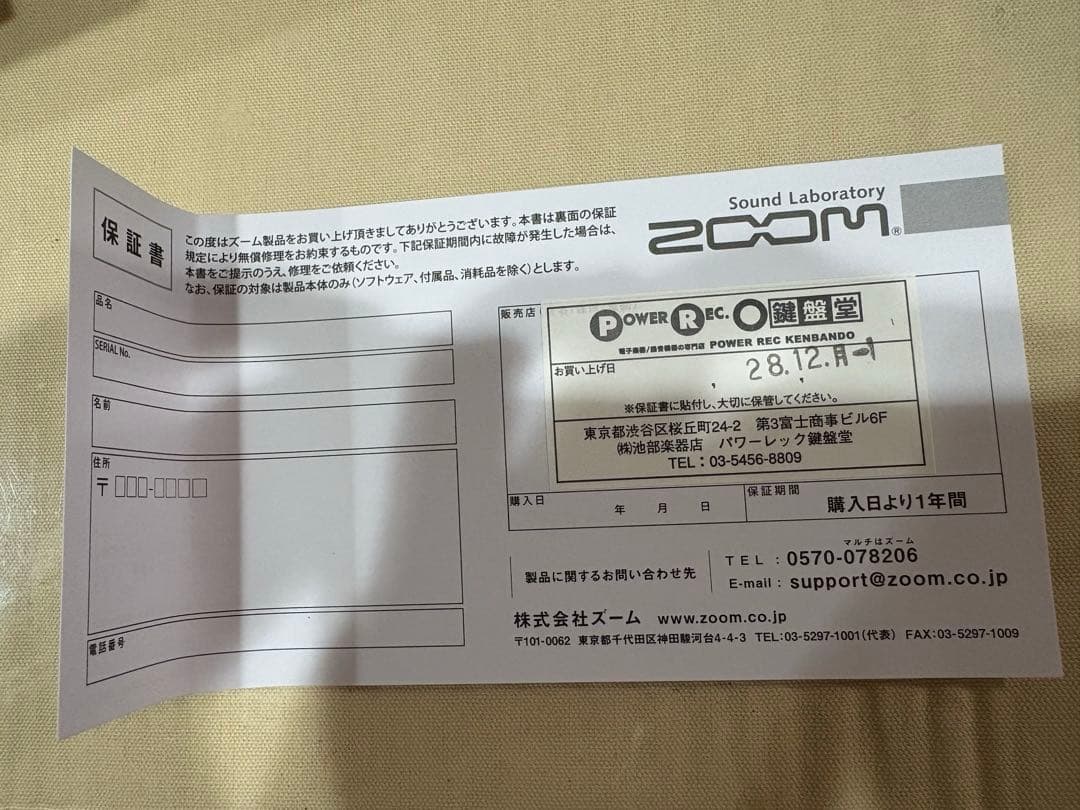 保証書
この度はズーム製品をお買い上げ頂きましてありがとうございます。本書は裏面の保証
規定により無償修理をお約束するものです。下記保証期間内に故障が発生した場合は、
本書をご提示のうえ、修理をご依頼ください。
なお、保証の対象は製品本体のみ(ソフトウェア、付属品、消耗品を除く)とします。
Sound Laboratory
ZOOM®
品名
SERIAL No.
名前
住所
〒□□□-□□□□
電話番号
販売店
POWER REC. 鍵盤堂
電子楽器/録音機器の専門店 POWER REC KENBANDO
お買い上げ日
28.12.月
※保証書に貼付し、大切に保管してください。
東京都渋谷区桜丘町24-2 第3富士商事ビル6F
㈱池部楽器店 パワーレック鍵盤堂
TEL:03-5456-8809
購入日 年 月 日
保証期間 購入日より1年間
製品に関するお問い合わせ先
マルチはズーム
TEL : 0570-078206
E-mail : support@zoom.co.jp
株式会社ズーム www.zoom.co.jp
〒101-0062 東京都千代田区神田駿河台4-4-3 TEL:03-5297-1001(代表) FAX:03-5297-1009